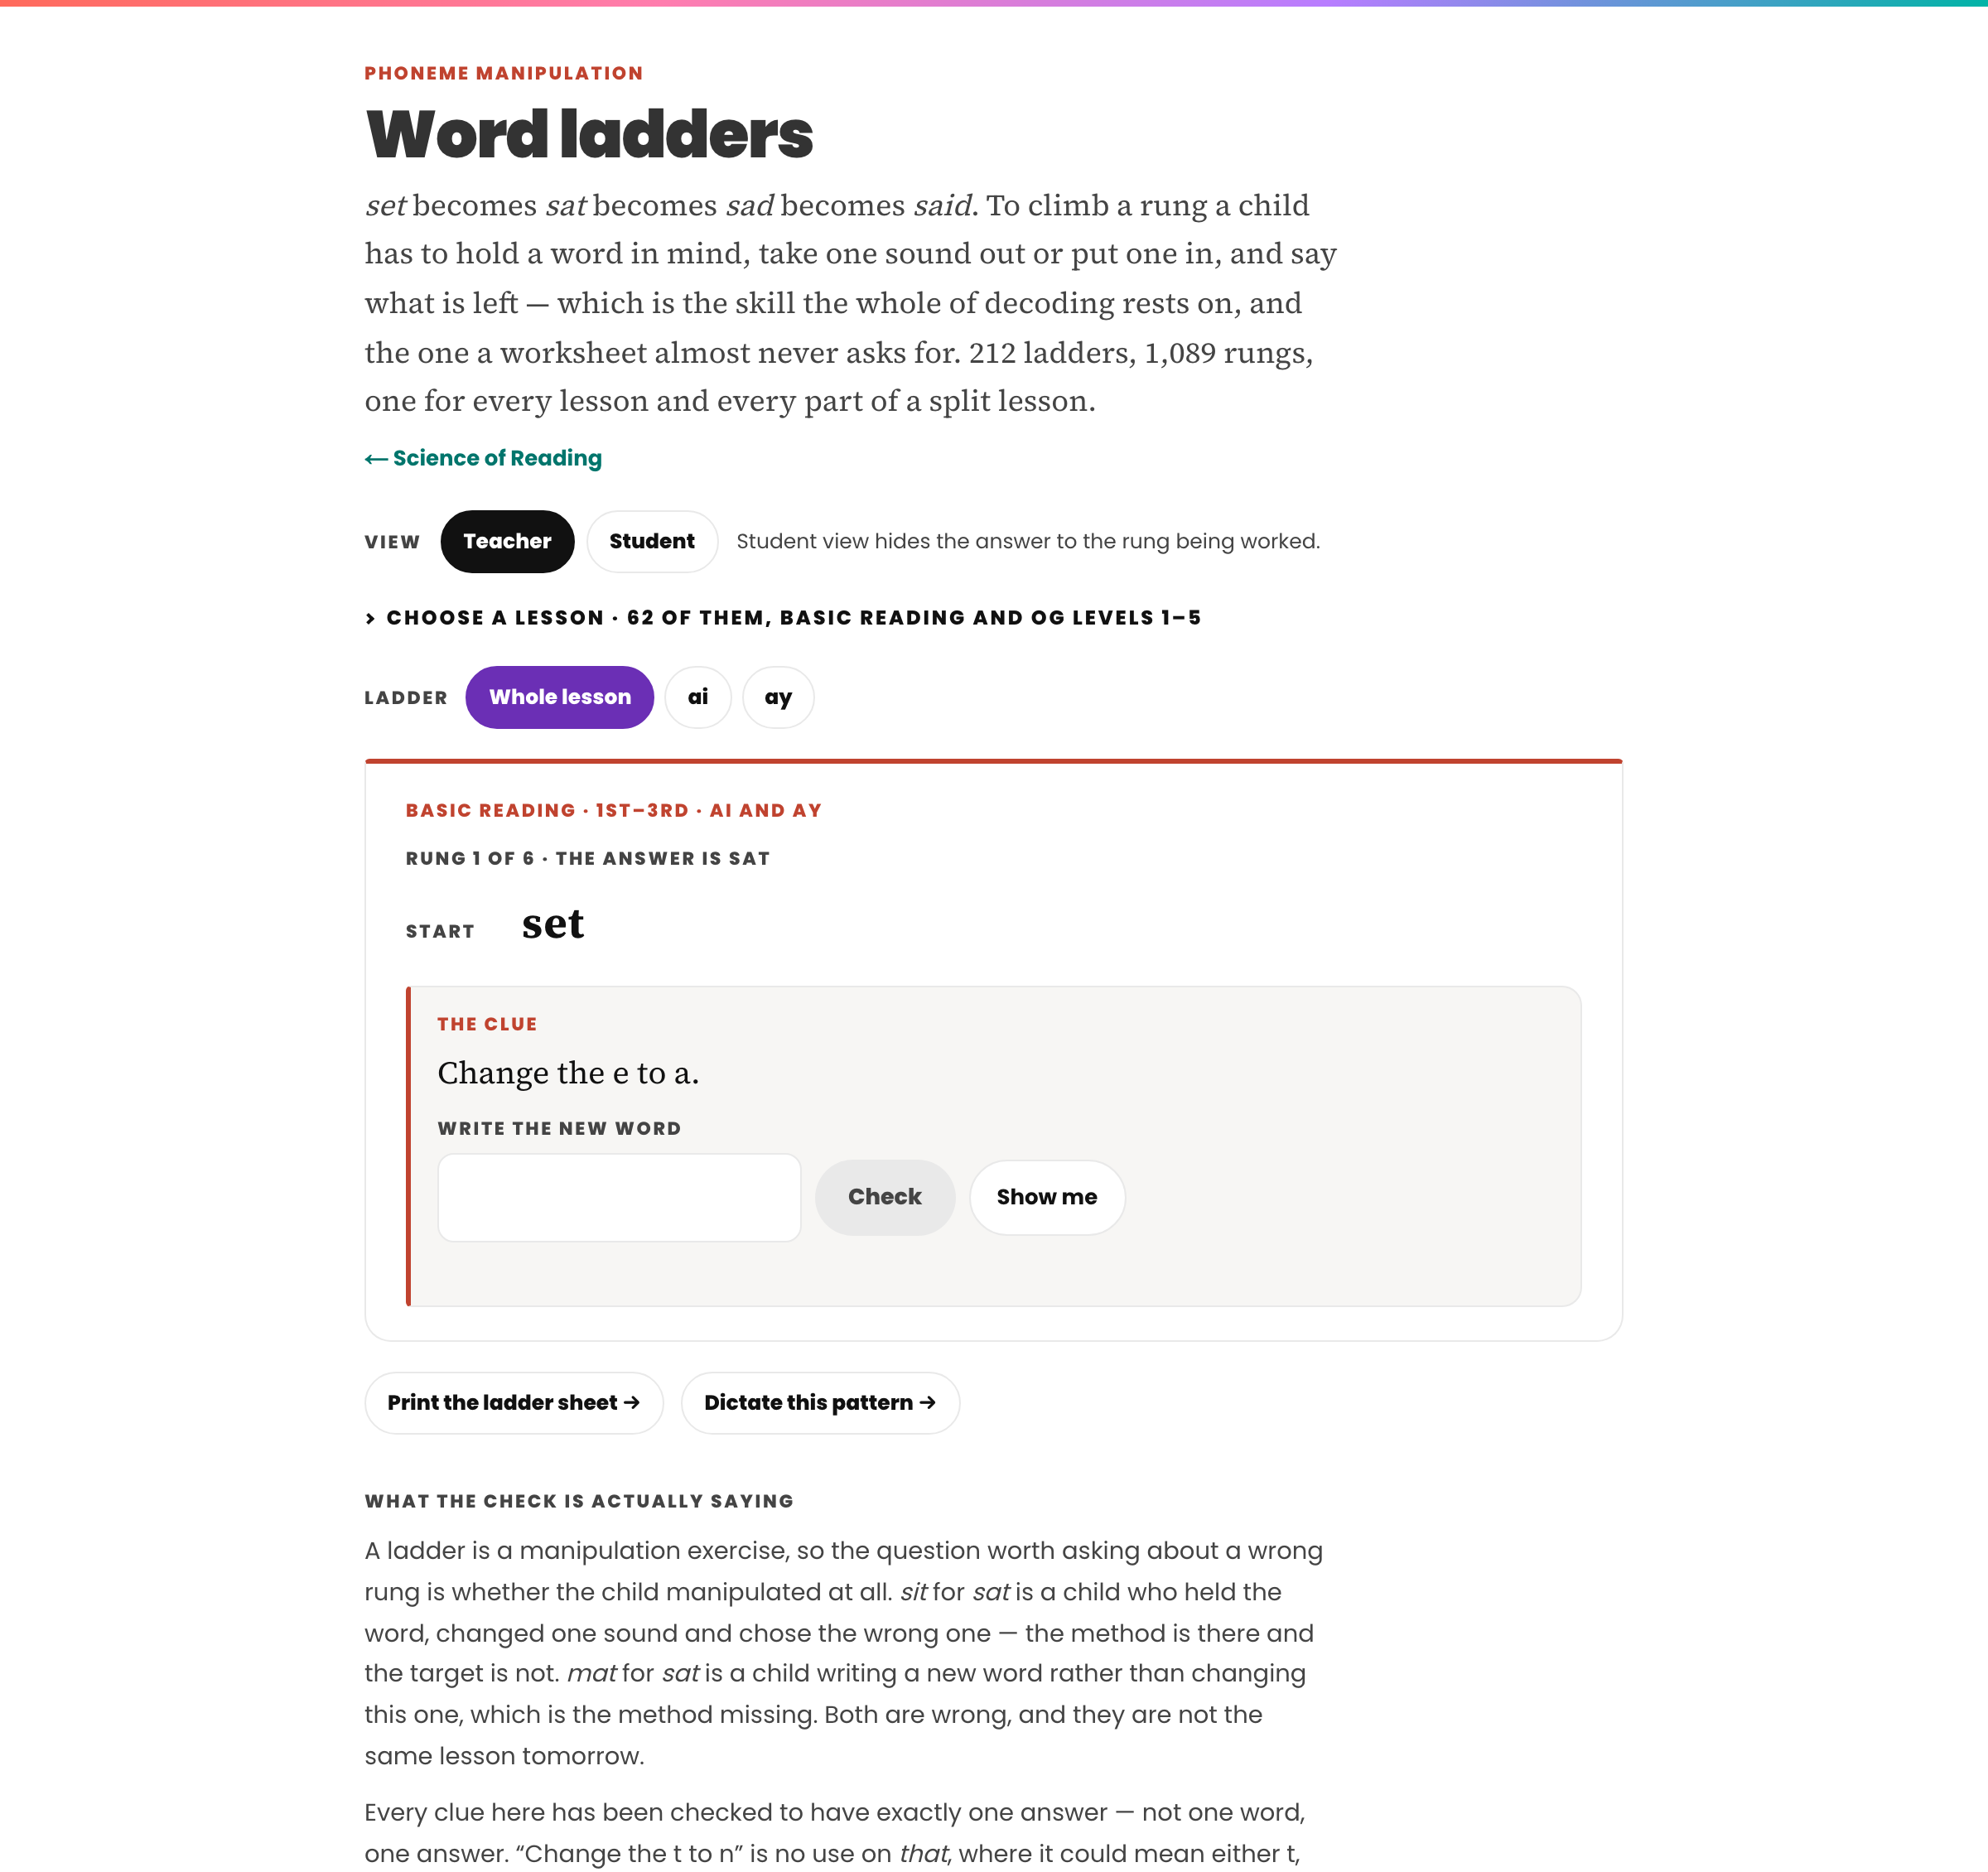 PHONEME MANIPULATION
Word ladders
set becomes sat becomes sad becomes said. To climb a rung a child
has to hold a word in mind, take one sound out or put one in, and say
what is left — which is the skill the whole of decoding rests on, and
the one a worksheet almost never asks for. 212 ladders, 1,089 rungs,
one for every lesson and every part of a split lesson.
← Science of Reading
VIEW Teacher Student Student view hides the answer to the rung being worked.
› CHOOSE A LESSON · 62 OF THEM, BASIC READING AND OG LEVELS 1–5
LADDER Whole lesson ai ay
BASIC READING · 1ST–3RD · AI AND AY
RUNG 1 OF 6 · THE ANSWER IS SAT
START set
THE CLUE
Change the e to a.
WRITE THE NEW WORD
Check Show me
Print the ladder sheet → Dictate this pattern →
WHAT THE CHECK IS ACTUALLY SAYING
A ladder is a manipulation exercise, so the question worth asking about a wrong
rung is whether the child manipulated at all. sit for sat is a child who held the
word, changed one sound and chose the wrong one — the method is there and
the target is not. mat for sat is a child writing a new word rather than changing
this one, which is the method missing. Both are wrong, and they are not the
same lesson tomorrow.
Every clue here has been checked to have exactly one answer — not one word,
one answer. “Change the t to n” is no use on that, where it could mean either t,